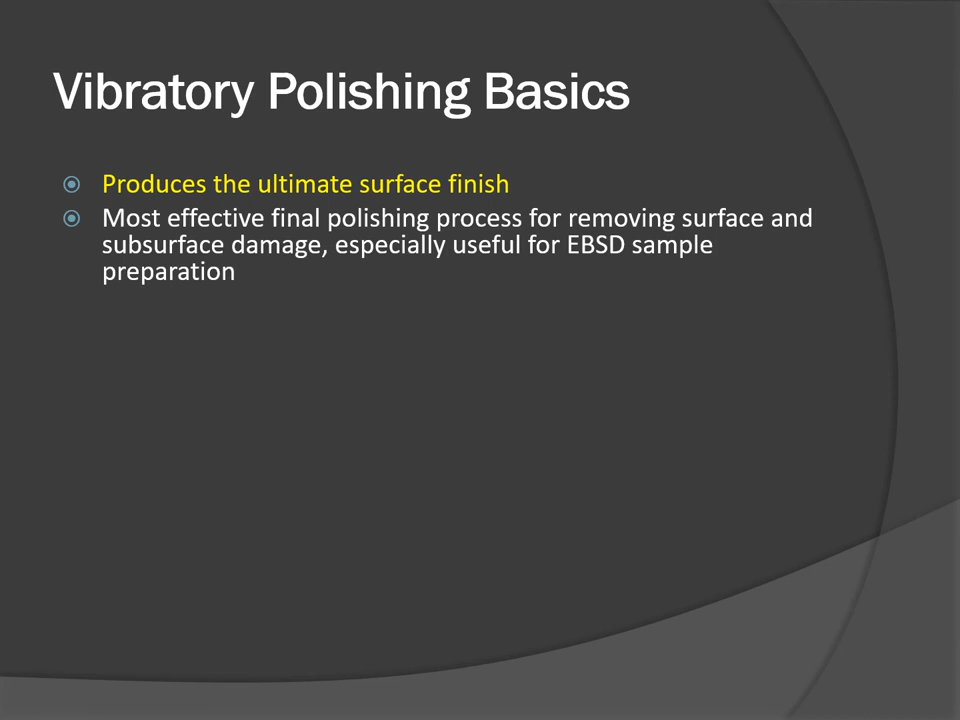 Vibratory Polishing Basics
Produces the ultimate surface finish
Most effective final polishing process for removing surface and
subsurface damage, especially useful for EBSD sample
preparation